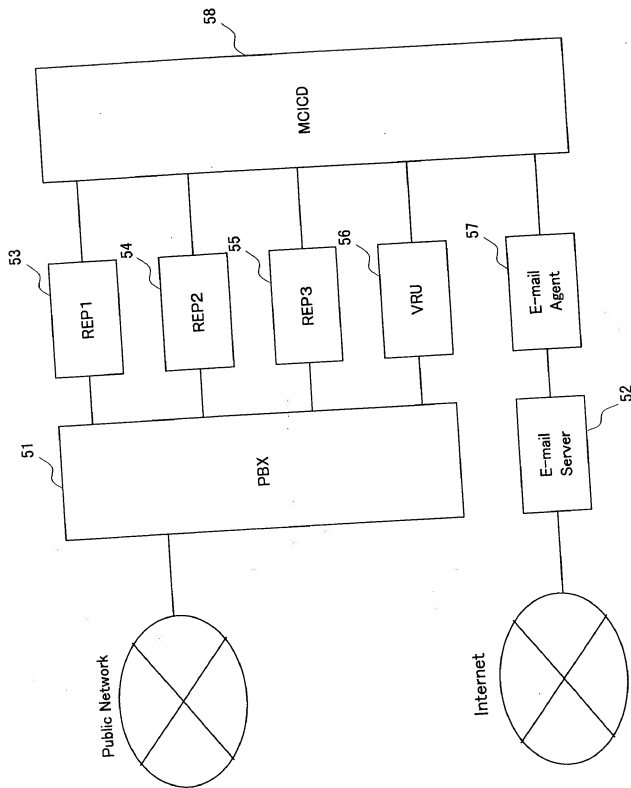 58
MCICD
53
REP1
54
REP2
55
REP3
56
VRU
57
E-mail
Agent
51
PBX
52
E-mail
Server
Public Network
Internet